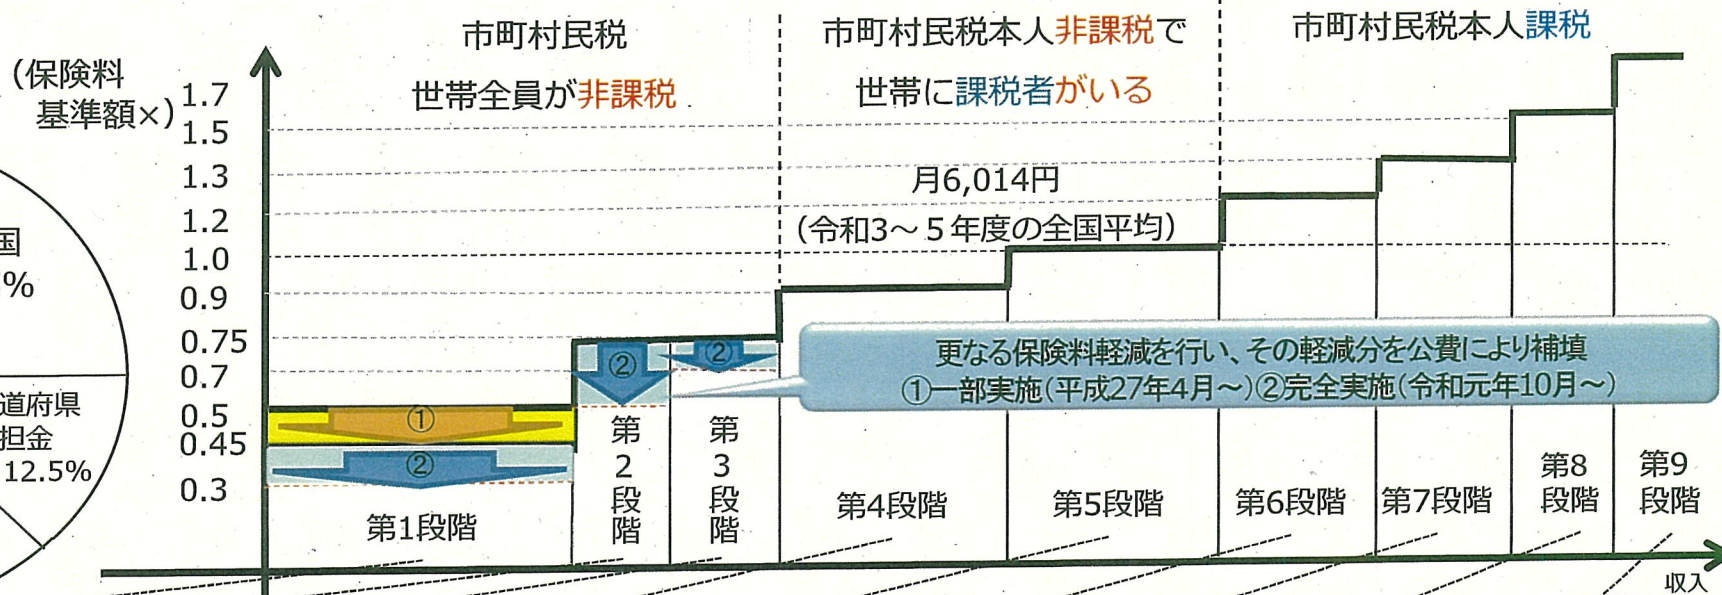 市町村民税
世帯全員が非課税
市町村民税本人非課税で
世帯に課税者がいる
市町村民税本人課税
（保険料
基準額×）
1.7
1.5
1.3
1.2
1.0
0.9
0.75
0.7
0.5
0.45
0.3
月6,014円
（令和3～５年度の全国平均）
更なる保険料軽減を行い、その軽減分を公費により補填
①一部実施（平成27年4月～）②完全実施（令和元年10月～）
①
②
②
②
第1段階
第2段階
第3段階
第4段階
第5段階
第6段階
第7段階
第8
段階
第9
段階
収入
国
%
道府県
担金
12.5%